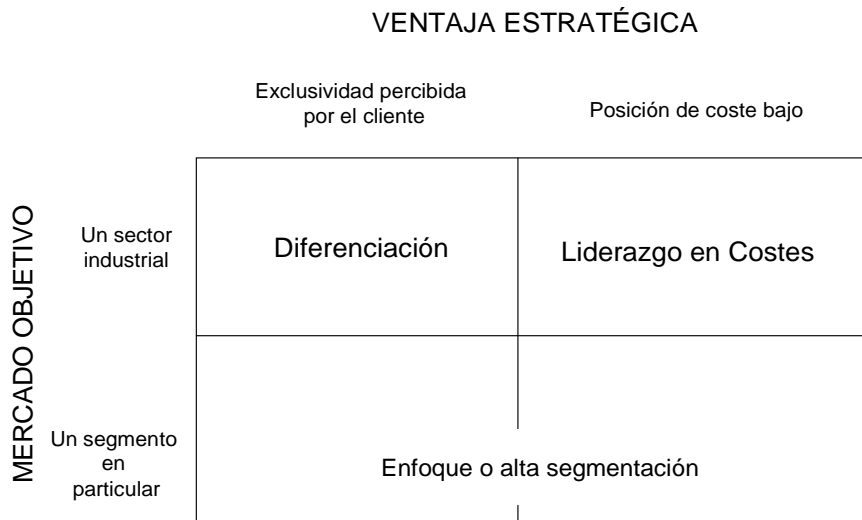 VENTAJA ESTRATÉGICA
Exclusividad percibida
por el cliente
Posición de coste bajo
MERCADO OBJETIVO
Un sector
industrial
Diferenciación
Liderazgo en Costes
Un segmento
en
particular
Enfoque o alta segmentación